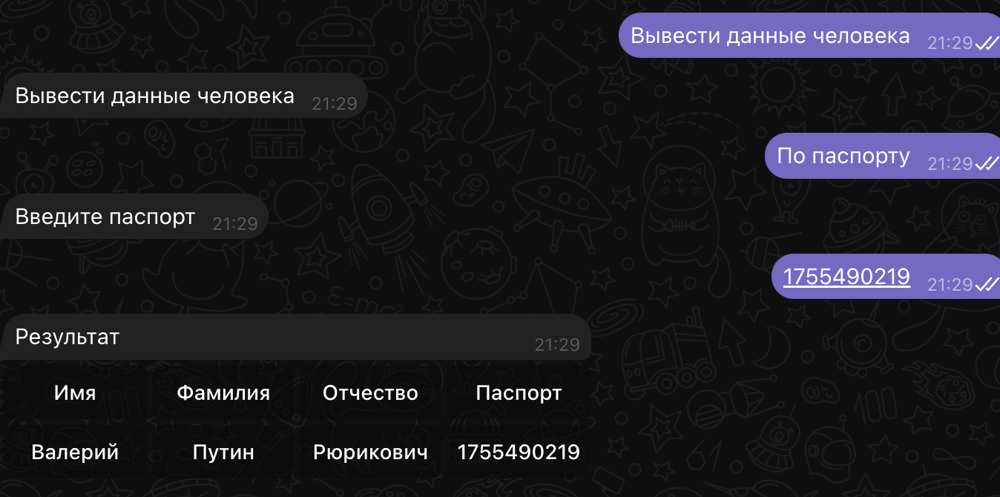 Вывести данные человека 21:29
Вывести данные человека 21:29
По паспорту 21:29
Введите паспорт 21:29
1755490219 21:29
Результат 21:29
Имя Фамилия Отчество Паспорт
Валерий Путин Рюрикович 1755490219